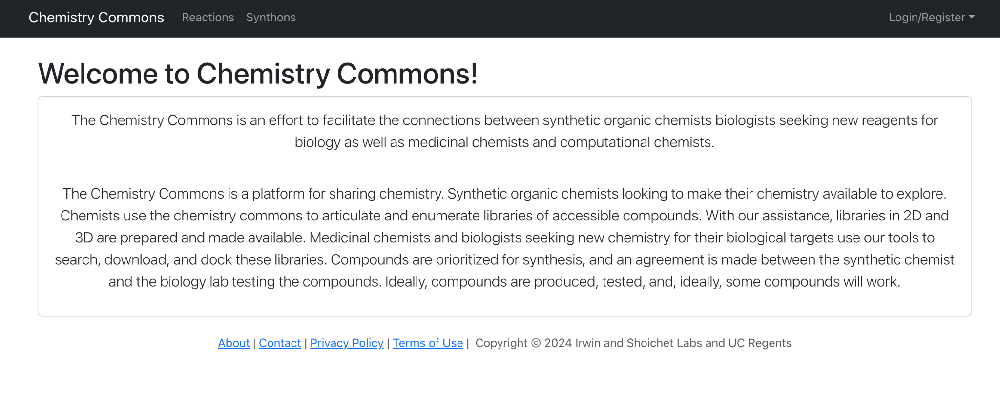 Chemistry Commons Reactions Synthons Login/Register
Welcome to Chemistry Commons!
The Chemistry Commons is an effort to facilitate the connections between synthetic organic chemists biologists seeking new reagents for
biology as well as medicinal chemists and computational chemists.
The Chemistry Commons is a platform for sharing chemistry. Synthetic organic chemists looking to make their chemistry available to explore.
Chemists use the chemistry commons to articulate and enumerate libraries of accessible compounds. With our assistance, libraries in 2D and
3D are prepared and made available. Medicinal chemists and biologists seeking new chemistry for their biological targets use our tools to
search, download, and dock these libraries. Compounds are prioritized for synthesis, and an agreement is made between the synthetic chemist
and the biology lab testing the compounds. Ideally, compounds are produced, tested, and, ideally, some compounds will work.
About | Contact | Privacy Policy | Terms of Use | Copyright © 2024 Irwin and Shoichet Labs and UC Regents